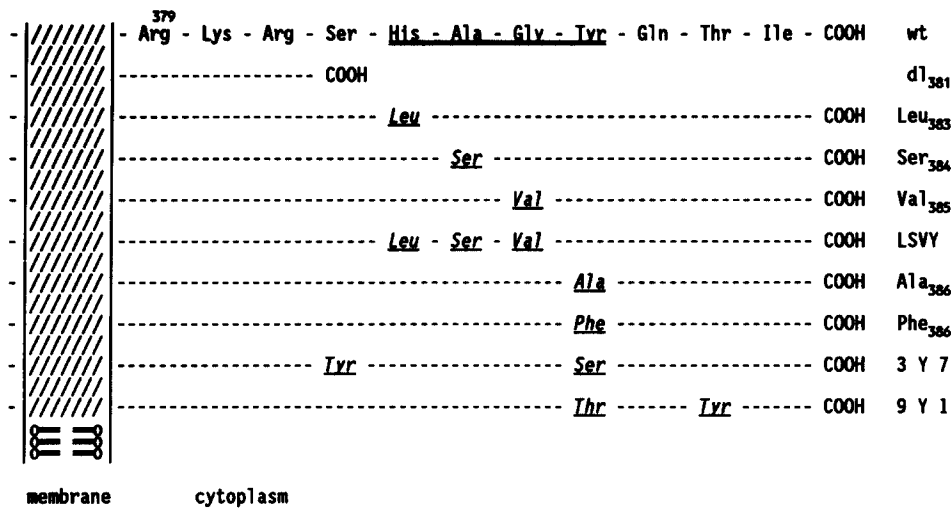 379
- Arg - Lys - Arg - Ser - His - Ala - Gly - Tyr - Gln - Thr - Ile - COOH wt
- ------------------- COOH dl381
- -------------------------- Leu -------------------------------------- COOH Leu383
- -------------------------------- Ser -------------------------------- COOH Ser384
- -------------------------------------- Val -------------------------- COOH Val385
- -------------------------- Leu - Ser - Val -------------------------- COOH LSVY
- -------------------------------------------- Ala -------------------- COOH Ala386
- -------------------------------------------- Phe -------------------- COOH Phe386
- ------------------- Tyr -------------------- Ser -------------------- COOH 3 Y 7
- -------------------------------------------- Thr ------ Tyr ------ COOH 9 Y 1
membrane cytoplasm